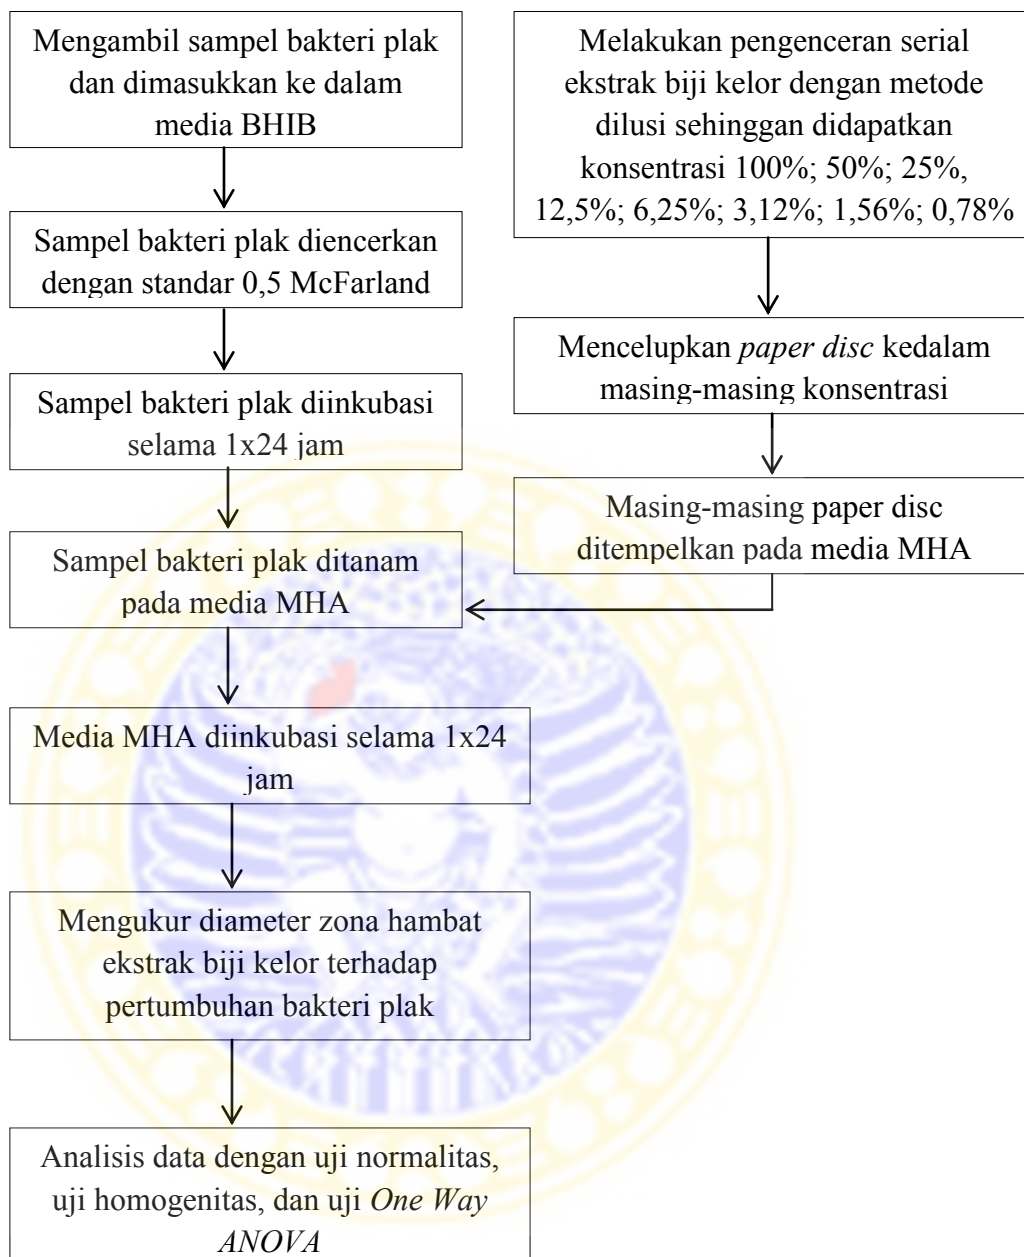 Mengambil sampel bakteri plak
dan dimasukkan ke dalam
media BHIB
Sampel bakteri plak diencerkan
dengan standar 0,5 McFarland
Sampel bakteri plak diinkubasi
selama 1x24 jam
Sampel bakteri plak ditanam
pada media MHA
Melakukan pengenceran serial
ekstrak biji kelor dengan metode
dilusi sehinggan didapatkan
konsentrasi 100%; 50%; 25%,
12,5%; 6,25%; 3,12%; 1,56%; 0,78%
Mencelupkan paper disc kedalam
masing-masing konsentrasi
Masing-masing paper disc
ditempelkan pada media MHA
Media MHA diinkubasi selama 1x24
jam
Mengukur diameter zona hambat
ekstrak biji kelor terhadap
pertumbuhan bakteri plak
Analisis data dengan uji normalitas,
uji homogenitas, dan uji One Way
ANOVA